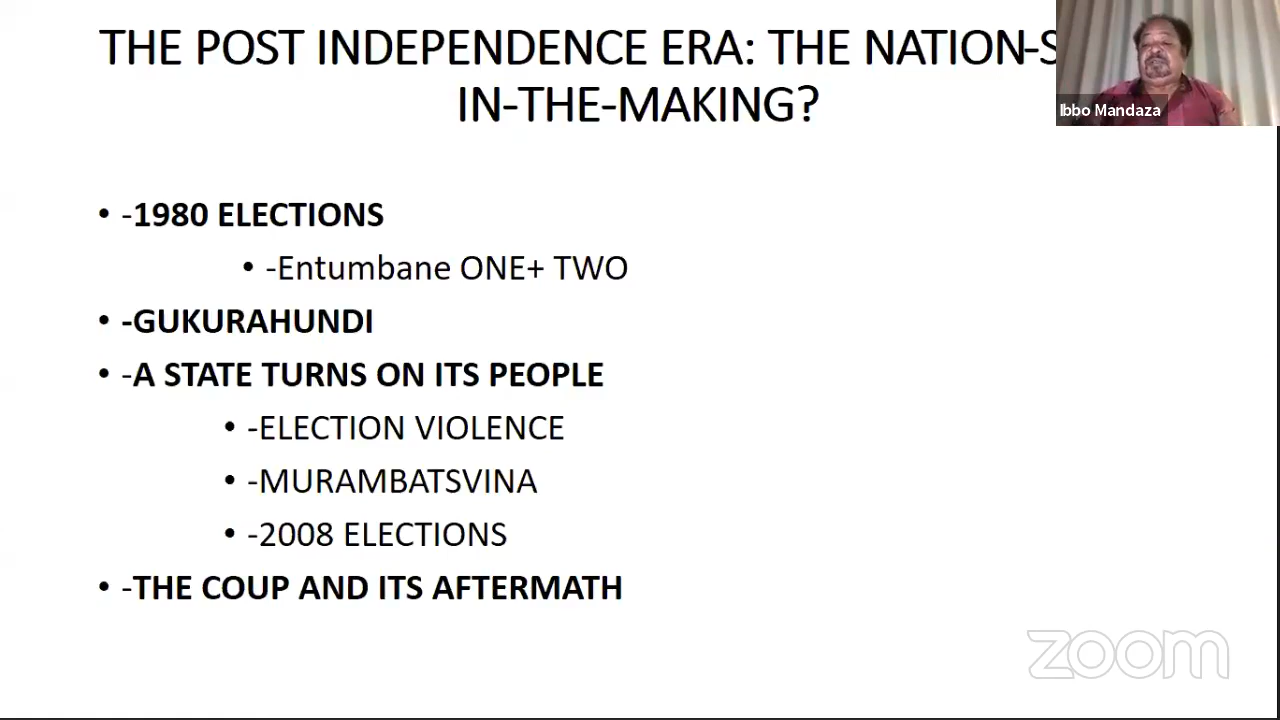 THE POST INDEPENDENCE ERA: THE NATION-S
IN-THE-MAKING?
Ibbo Mandaza
• -1980 ELECTIONS
• -Entumbane ONE+ TWO
• -GUKURAHUNDI
• -A STATE TURNS ON ITS PEOPLE
• -ELECTION VIOLENCE
• -MURAMBATSVINA
• -2008 ELECTIONS
• -THE COUP AND ITS AFTERMATH
zoom